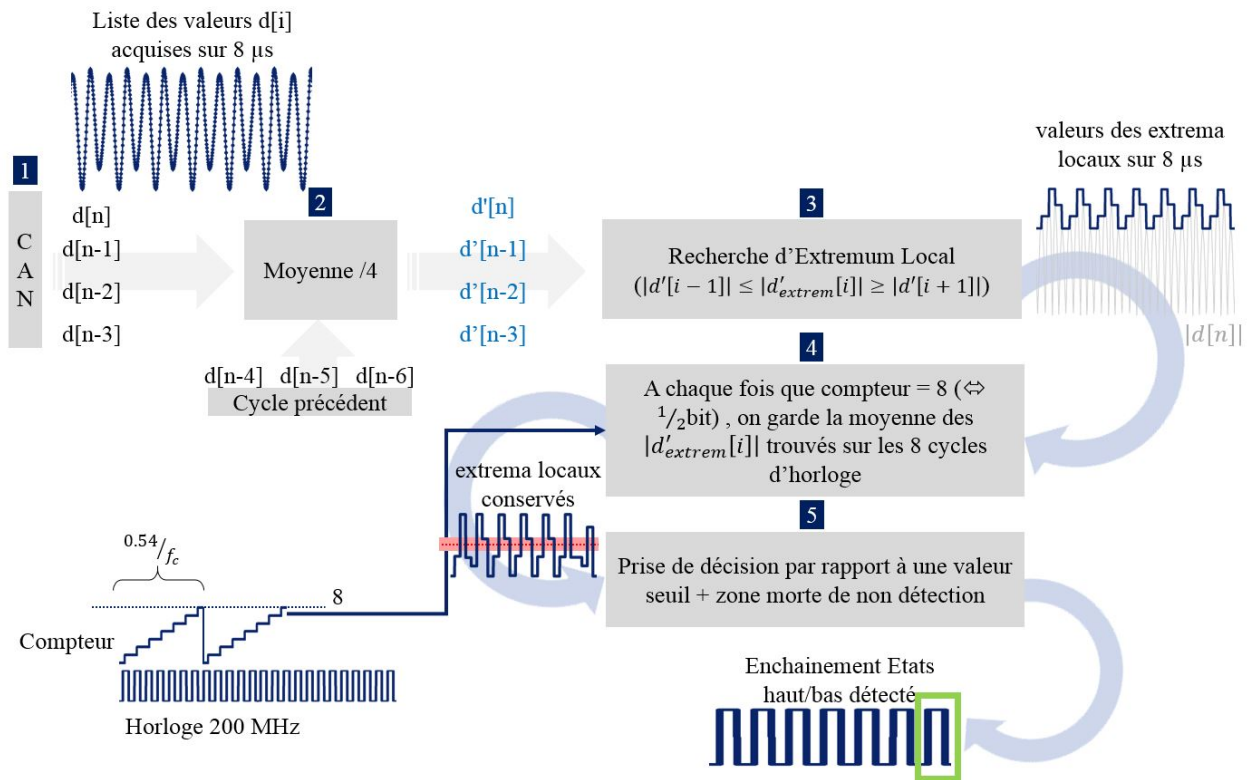 Liste des valeurs d[i]
acquises sur 8 µs
1
C
A
N
d[n]
d[n-1]
d[n-2]
d[n-3]
2
Moyenne /4
d[n-4] d[n-5] d[n-6]
Cycle précédent
d'[n]
d’[n-1]
d’[n-2]
d’[n-3]
3
Recherche d’Extremum Local
(|d′[i − 1]| ≤ |d′extrem[i]| ≥ |d′[i + 1]|)
valeurs des extrema
locaux sur 8 µs
|d[n]|
4
A chaque fois que compteur = 8 (⇔
1/2bit) , on garde la moyenne des
|d′extrem[i]| trouvés sur les 8 cycles
d’horloge
extrema locaux
conservés
5
Prise de décision par rapport à une valeur
seuil + zone morte de non détection
0.54/fc
8
Compteur
Horloge 200 MHz
Enchainement Etats
haut/bas détecté